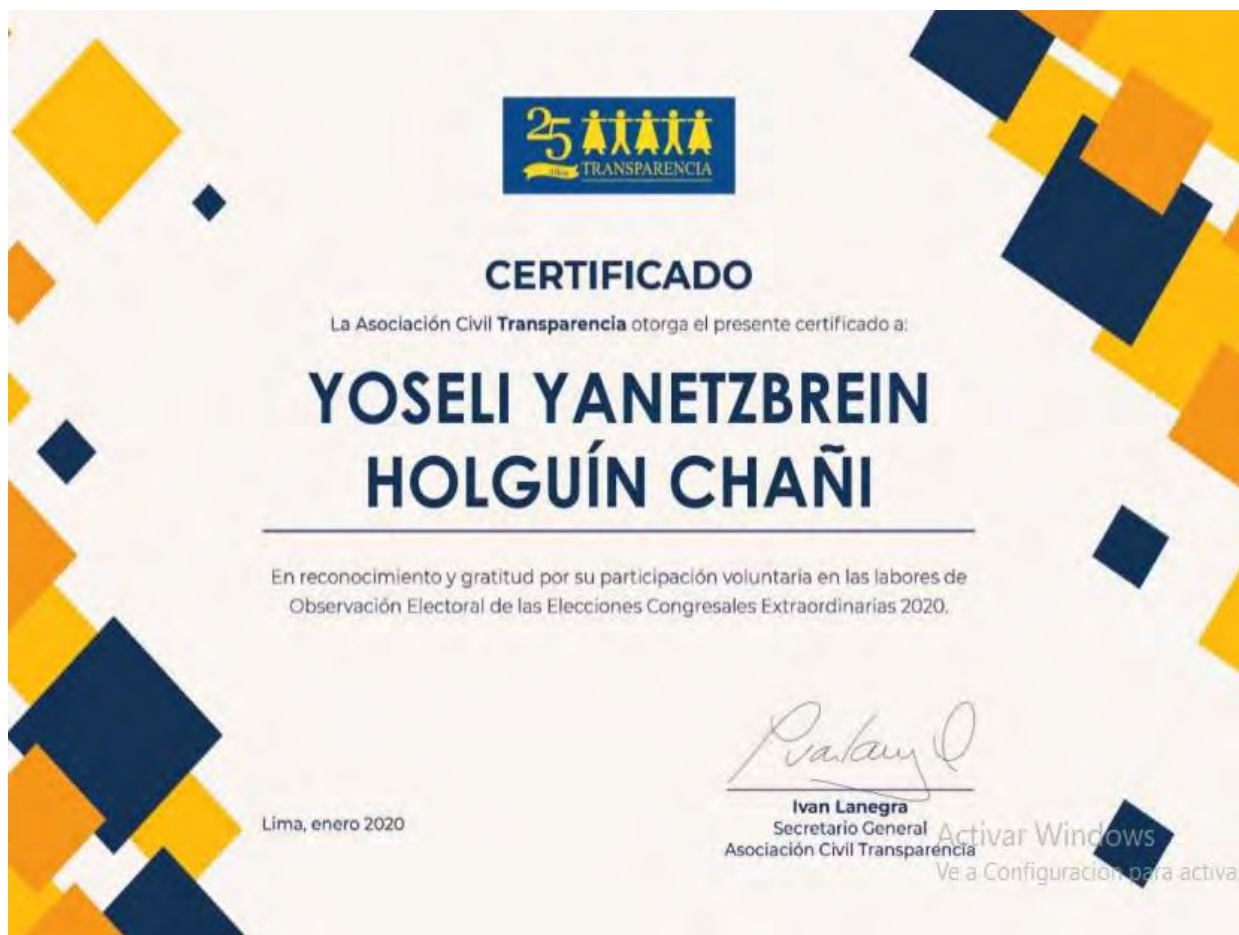 25
Años
TRANSPARENCIA
CERTIFICADO
La Asociación Civil Transparencia otorga el presente certificado a:
YOSELI YANETZBREIN
HOLGUÍN CHAÑI
En reconocimiento y gratitud por su participación voluntaria en las labores de
Observación Electoral de las Elecciones Congresales Extraordinarias 2020.
Lima, enero 2020
Ivan Lanegra
Secretario General
Asociación Civil Transparencia
Activar Windows
Ve a Configuración para activa